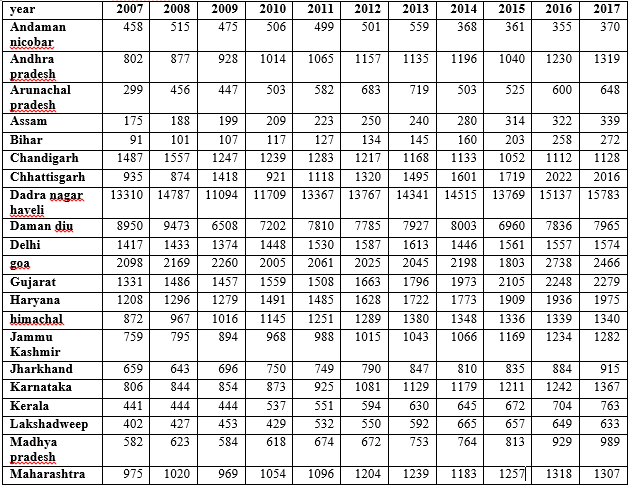 year 2007 2008 2009 2010 2011 2012 2013 2014 2015 2016 2017
Andaman 458 515 475 506 499 501 559 368 361 355 370
nicobar
Andhra 802 877 928 1014 1065 1157 1135 1196 1040 1230 1319
pradesh
Arunachal 299 456 447 503 582 683 719 503 525 600 648
pradesh
Assam 175 188 199 209 223 250 240 280 314 322 339
Bihar 91 101 107 117 127 134 145 160 203 258 272
Chandigarh 1487 1557 1247 1239 1283 1217 1168 1133 1052 1112 1128
Chhattisgarh 935 874 1418 921 1118 1320 1495 1601 1719 2022 2016
Dadra nagar 13310 14787 11094 11709 13367 13767 14341 14515 13769 15137 15783
haveli
Daman diu 8950 9473 6508 7202 7810 7785 7927 8003 6960 7836 7965
Delhi 1417 1433 1374 1448 1530 1587 1613 1446 1561 1557 1574
goa 2098 2169 2260 2005 2061 2025 2045 2198 1803 2738 2466
Gujarat 1331 1486 1457 1559 1508 1663 1796 1973 2105 2248 2279
Haryana 1208 1296 1279 1491 1485 1628 1722 1773 1909 1936 1975
himachal 872 967 1016 1145 1251 1289 1380 1348 1336 1339 1340
Jammu 759 795 894 968 988 1015 1043 1066 1169 1234 1282
Kashmir
Jharkhand 659 643 696 750 749 790 847 810 835 884 915
Karnataka 806 844 854 873 925 1081 1129 1179 1211 1242 1367
Kerala 441 444 444 537 551 594 630 645 672 704 763
Lakshadweep 402 427 453 429 532 550 592 665 657 649 633
Madhya 582 623 584 618 674 672 753 764 813 929 989
pradesh
Maharashtra 975 1020 969 1054 1096 1204 1239 1183 1257 1318 1307